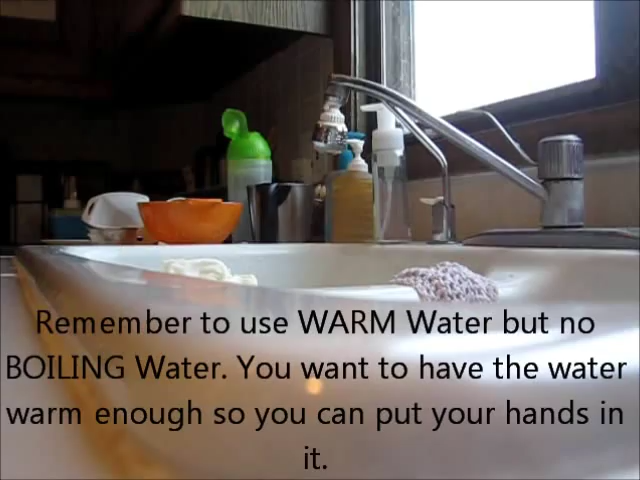 Remember to use WARM Water but no
BOILING Water. You want to have the water
warm enough so you can put your hands in
it.